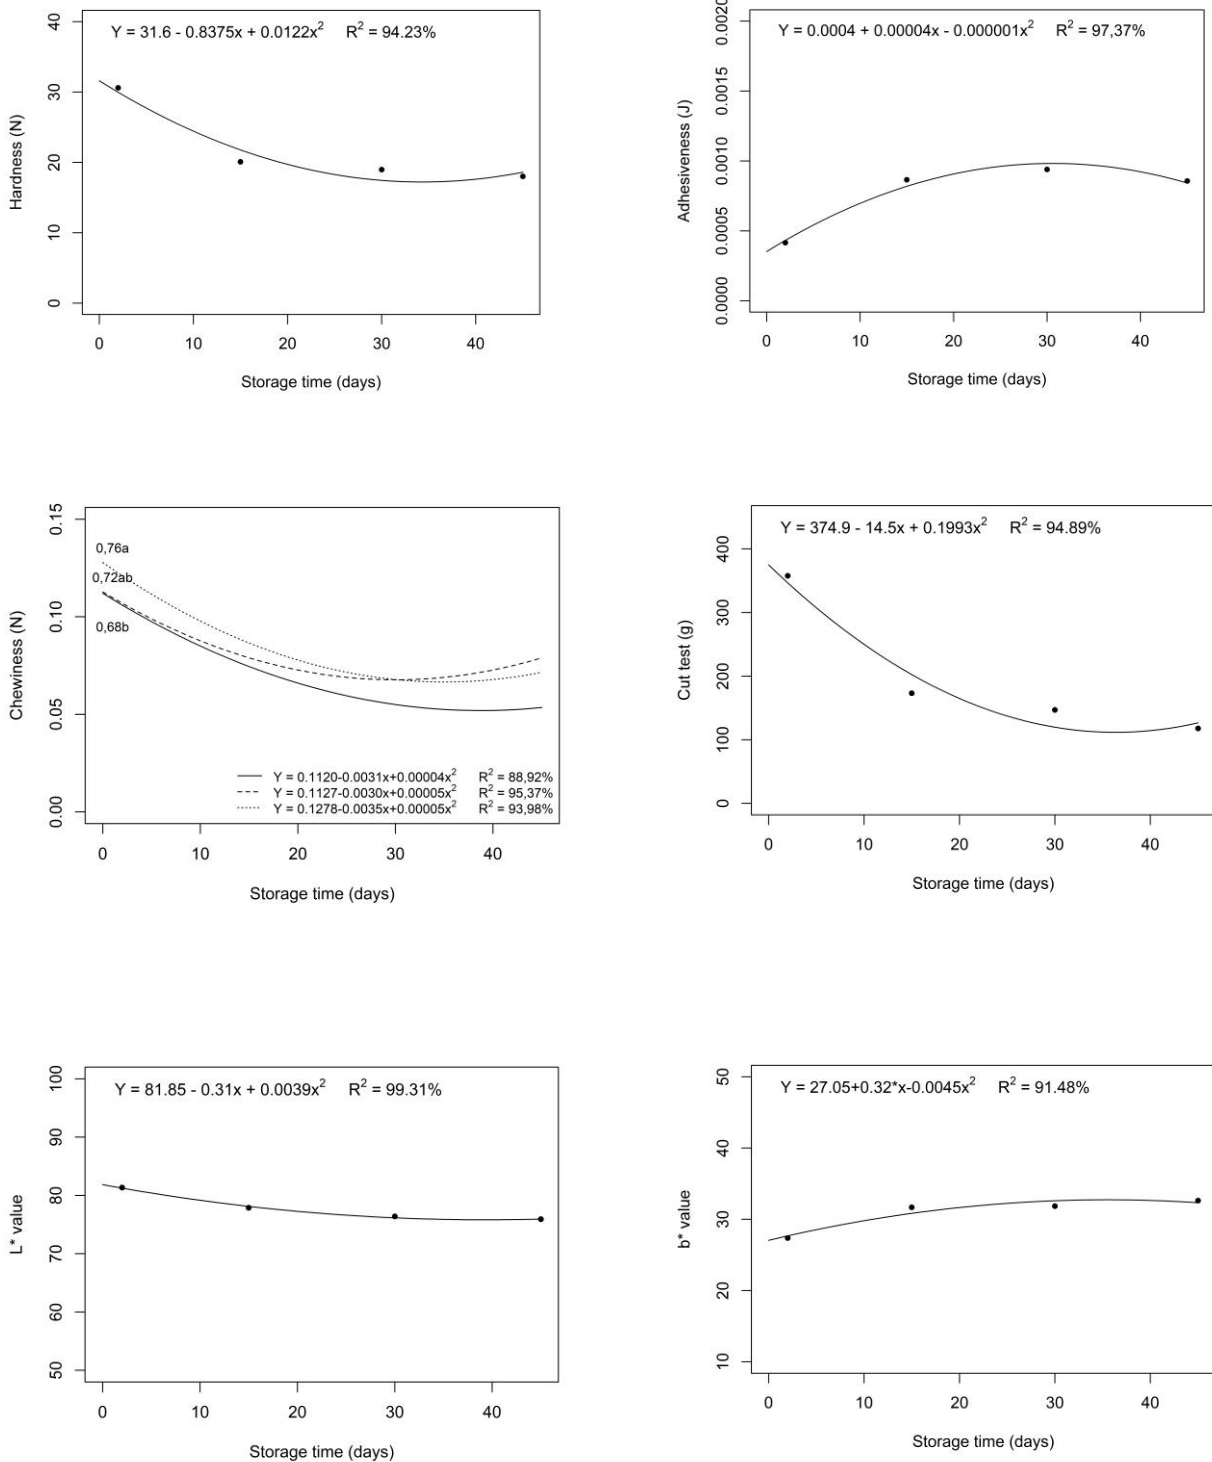 Y = 31.6 - 0.8375x + 0.0122x² R² = 94.23%
Hardness (N)
40
30
20
10
0
0 20 40
10 30
Storage time (days)
Y = 0.0004 + 0.00004x - 0.000001x² R² = 97,37%
Adhesiveness (J)
0.0020
0.0015
0.0010
0.0005
0.0000
0 10 20 30 40
Storage time (days)
Chewiness (N)
0.15
0.10
0.05
0.00
0,76a
0,72ab
0,68b
Y = 0.1120-0.0031x+0.00004x² R² = 88,92%
Y = 0.1127-0.0030x+0.00005x² R² = 95,37%
Y = 0.1278-0.0035x+0.00005x² R² = 93,98%
0 10 20 30 40
Storage time (days)
Y = 374.9 - 14.5x + 0.1993x² R² = 94.89%
Cut test (g)
400
300
200
100
0
0 10 20 30 40
Storage time (days)
Y = 81.85 - 0.31x + 0.0039x² R² = 99.31%
L* value
100
90
80
70
60
50
0 10 20 30 40
Storage time (days)
Y = 27.05+0.32*x-0.0045x² R² = 91.48%
b* value
50
40
30
20
10
0 10 20 30 40
Storage time (days)